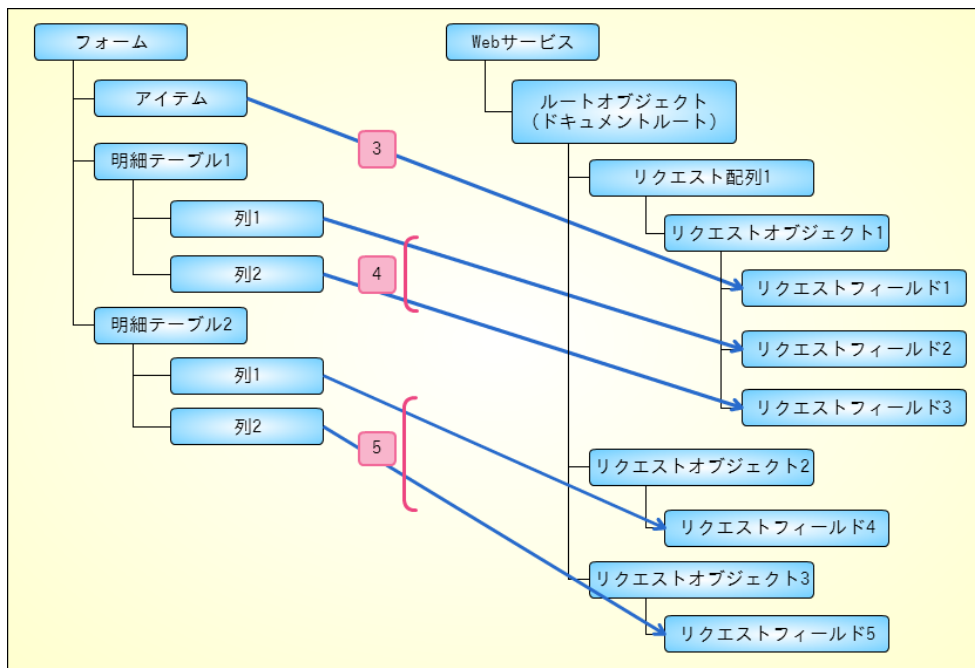 フォーム
アイテム
明細テーブル1
列1
列2
明細テーブル2
列1
列2
3
4
5
Webサービス
ルートオブジェクト
(ドキュメントルート)
リクエスト配列1
リクエストオブジェクト1
リクエストフィールド1
リクエストフィールド2
リクエストフィールド3
リクエストオブジェクト2
リクエストフィールド4
リクエストオブジェクト3
リクエストフィールド5